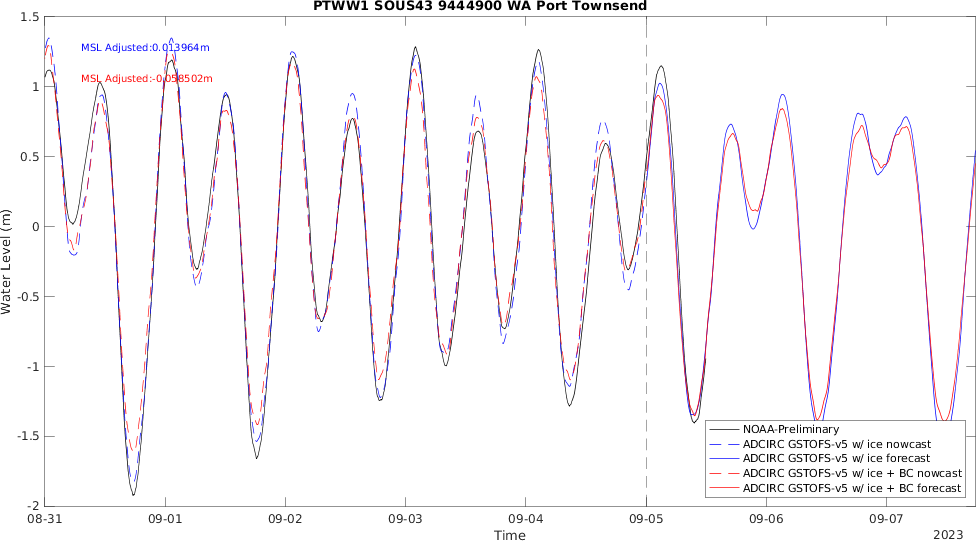 PTWW1 SOUS43 9444900 WA Port Townsend
1.5
MSL Adjusted:0.013964m
MSL Adjusted:-0.058502m
1
0.5
0
-0.5
-1
-1.5
-2
Water Level (m)
NOAA-Preliminary
ADCIRC GSTOFS-v5 w/ ice nowcast
ADCIRC GSTOFS-v5 w/ ice forecast
ADCIRC GSTOFS-v5 w/ice + BC nowcast
ADCIRC GSTOFS-v5 w/ice + BC forecast
08-31 09-01 09-02 09-03 09-04 09-05 09-06 09-07
Time
2023